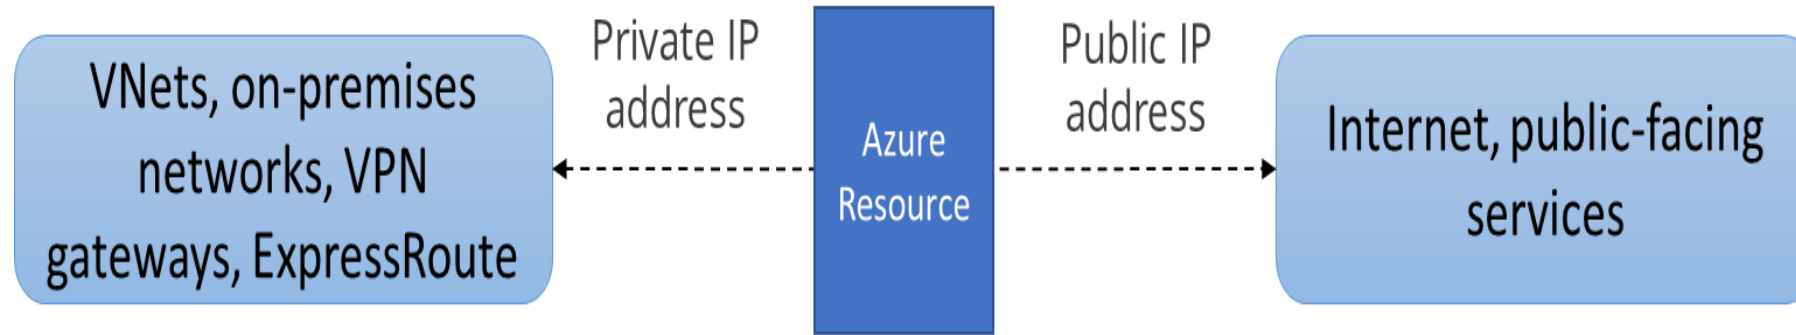 VNets, on-premises
networks, VPN
gateways, ExpressRoute
Private IP
address
Azure
Resource
Public IP
address
Internet, public-facing
services